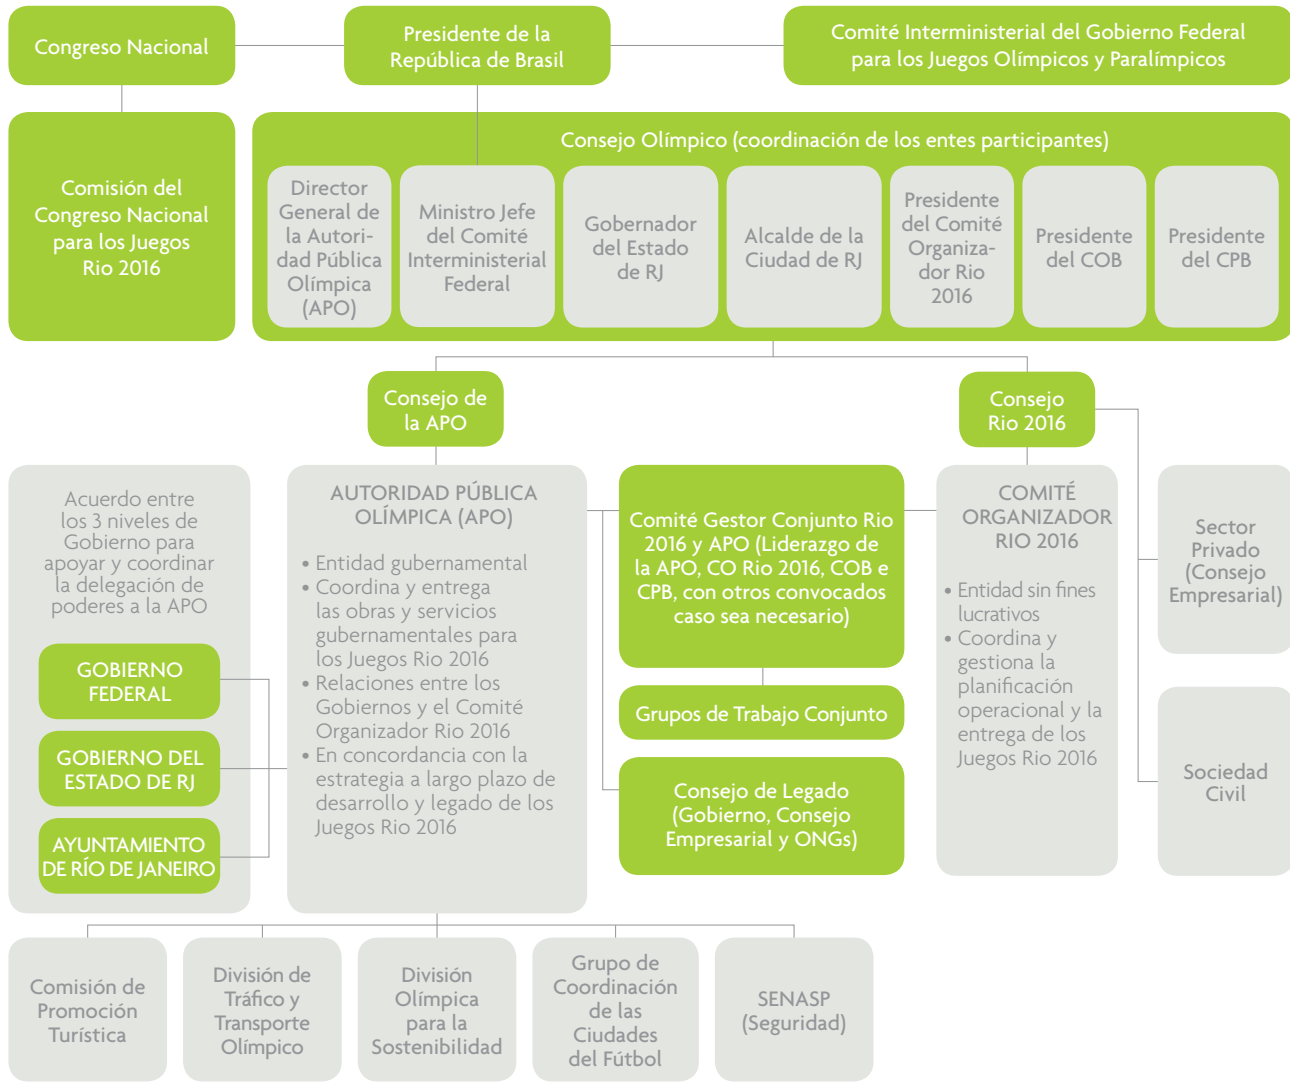 Congreso Nacional
Presidente de la
República de Brasil
Comité Interministerial del Gobierno Federal
para los Juegos Olímpicos y Paralímpicos
Comisión del
Congreso Nacional
para los Juegos
Rio 2016
Consejo Olímpico (coordinación de los entes participantes)
Director
General de
la Autori-
dad Pública
Olímpica
(APO)
Ministro Jefe
del Comité
Interministerial
Federal
Gobernador
del Estado
de RJ
Alcalde de la
Ciudad de RJ
Presidente
del Comité
Organiza-
dor Rio
2016
Presidente
del COB
Presidente
del CPB
Consejo de
la APO
Consejo
Rio 2016
Acuerdo entre
los 3 niveles de
Gobierno para
apoyar y coordinar
la delegación de
poderes a la APO
GOBIERNO
FEDERAL
GOBIERNO DEL
ESTADO DE RJ
AYUNTAMIENTO
DE RÍO DE JANEIRO
AUTORIDAD PÚBLICA
OLÍMPICA (APO)
• Entidad gubernamental
• Coordina y entrega
las obras y servicios
gubernamentales para
los Juegos Rio 2016
• Relaciones entre los
Gobiernos y el Comité
Organizador Rio 2016
• En concordancia con la
estrategia a largo plazo de
desarrollo y legado de los
Juegos Rio 2016
Comité Gestor Conjunto Rio
2016 y APO (Liderazgo de
la APO, CO Rio 2016, COB e
CPB, con otros convocados
caso sea necesario)
Grupos de Trabajo Conjunto
Consejo de Legado
(Gobierno, Consejo
Empresarial y ONGs)
COMITÉ
ORGANIZADOR
RIO 2016
• Entidad sin fines
lucrativos
• Coordina y
gestiona la
planificación
operacional y la
entrega de los
Juegos Rio 2016
Sector
Privado
(Consejo
Empresarial)
Sociedad
Civil
Comisión de
Promoción
Turística
División de
Tráfico y
Transporte
Olímpico
División
Olímpica
para la
Sostenibilidad
Grupo de
Coordinación
de las
Ciudades
del Fútbol
SENASP
(Seguridad)